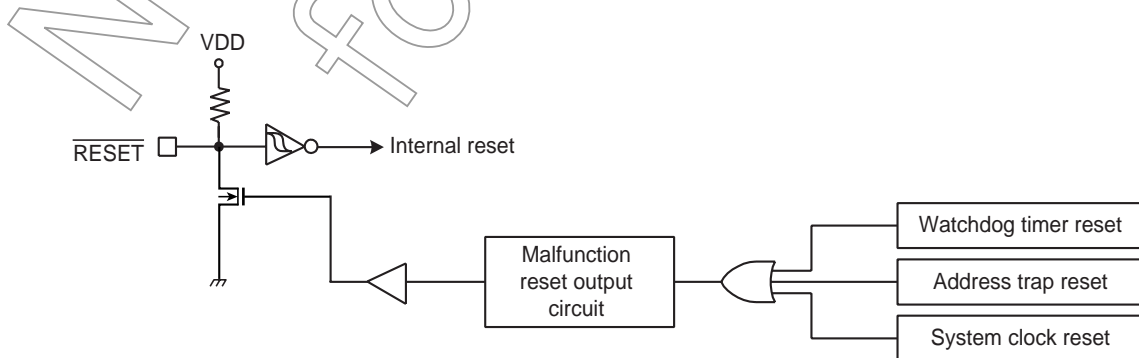 VDD
RESET
Internal reset
Malfunction
reset output
circuit
Watchdog timer reset
Address trap reset
System clock reset